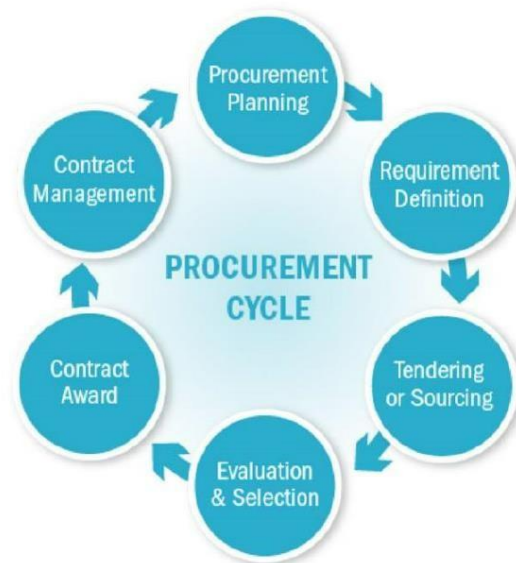 Procurement
Planning
Requirement
Definition
Tendering
or Sourcing
Evaluation
& Selection
Contract
Award
Contract
Management
PROCUREMENT
CYCLE